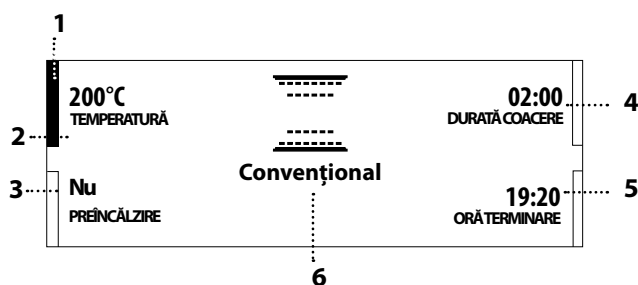 1
200°C
TEMPERATURĂ
2
3
Nu
PREÎNCĂLZIRE
Convențional
6
02:00
DURATĂ COACERE
4
19:20
ORĂ TERMINARE
5